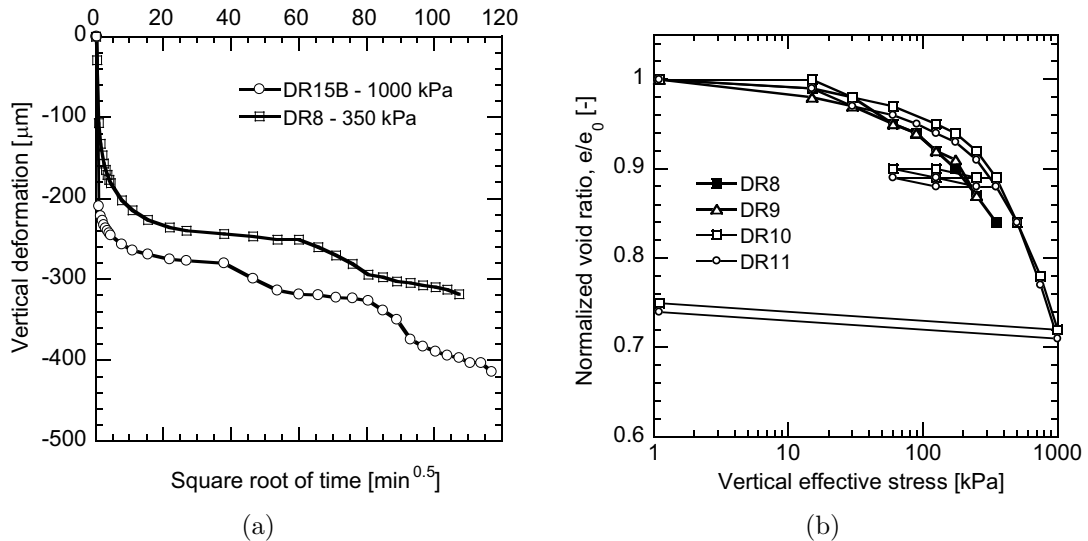 0 20 40 60 80 100 120
0
-100
-200
-300
-400
-500
Vertical deformation [μm]
DR15B - 1000 kPa
DR8 - 350 kPa
Square root of time [min^0.5]
(a)
1
0.9
0.8
0.7
0.6
Normalized void ratio, e/e_0 [-]
DR8
DR9
DR10
DR11
1 10 100 1000
Vertical effective stress [kPa]
(b)